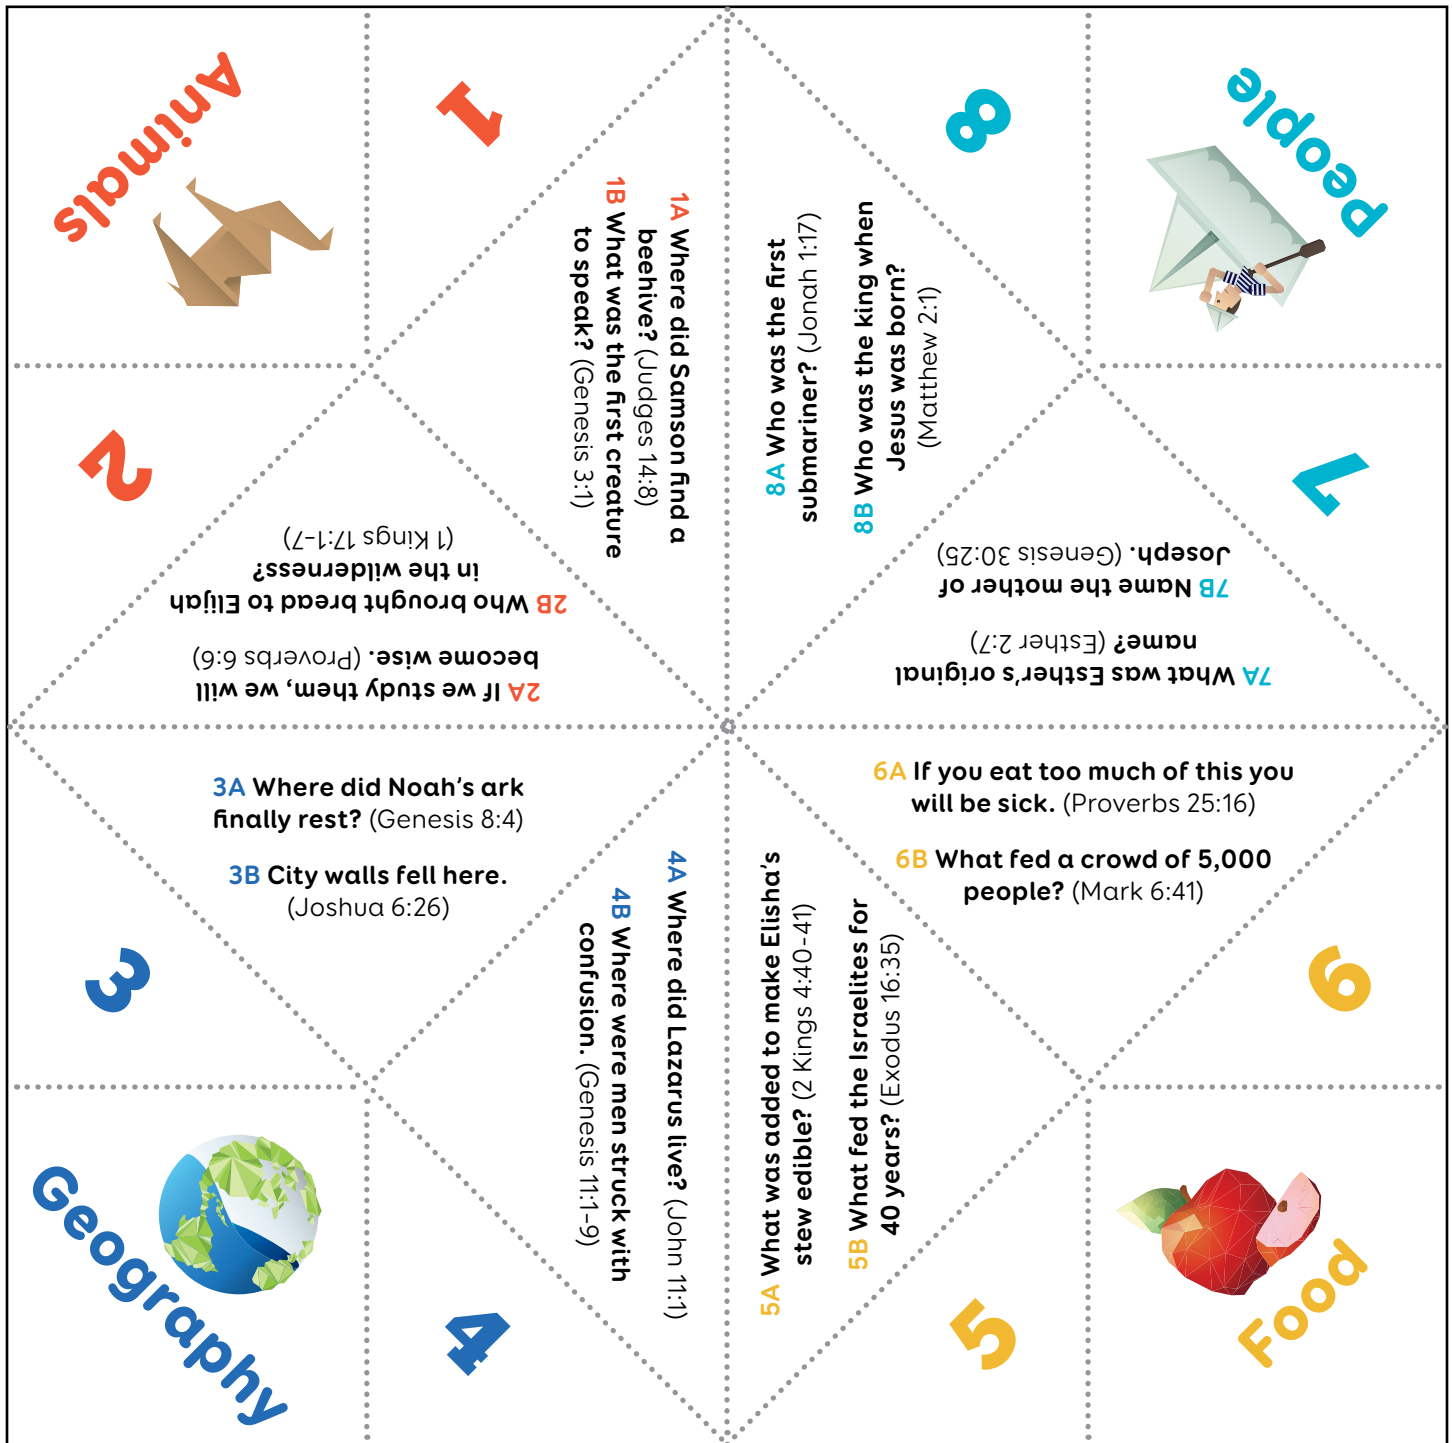 Animals
1
1A Where did Samson find a
beehive? (Judges 14:8)
1B What was the first creature
to speak? (Genesis 3:1)
2
2A If we study them, we will
become wise. (Proverbs 6:6)
2B Who brought bread to Elijah
in the wilderness?
(1 Kings 17:1-7)
3A Where did Noah’s ark
finally rest? (Genesis 8:4)
3B City walls fell here.
(Joshua 6:26)
3
Geography
4
4A Where did Lazarus live? (John 11:1)
4B Where were men struck with
confusion. (Genesis 11:1-9)
5A What was added to make Elisha’s
stew edible? (2 Kings 4:40-41)
5B What fed the Israelites for
40 years? (Exodus 16:35)
5
Food
6
6A If you eat too much of this you
will be sick. (Proverbs 25:16)
6B What fed a crowd of 5,000
people? (Mark 6:41)
7
7A What was Esther’s original
name? (Esther 2:7)
7B Name the mother of
Joseph. (Genesis 30:25)
People
8
8A Who was the first
submariner? (Jonah 1:17)
8B Who was the king when
Jesus was born?
(Matthew 2:1)